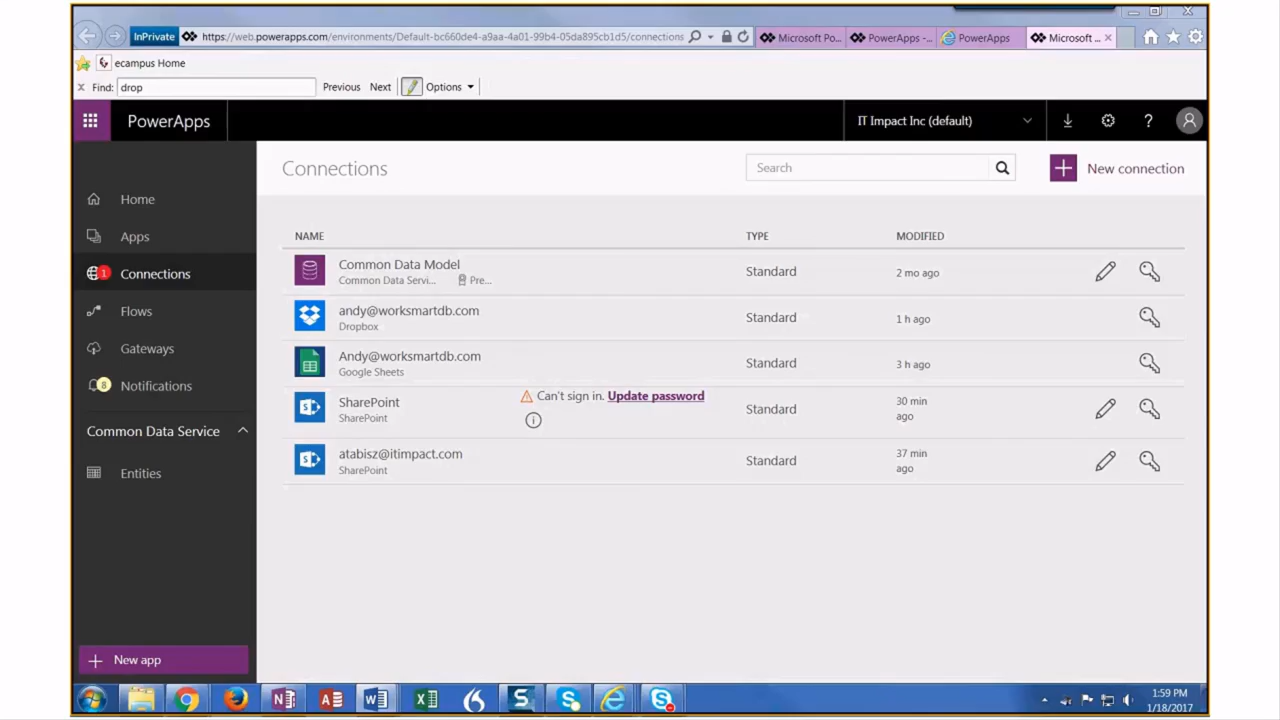 InPrivate https://web.powerapps.com/environments/Default-bc660de4-a9aa-4a01-99b4-05da895cb1d5/connections Microsoft Po... PowerApps -... PowerApps Microsoft ...
ecampus Home
x Find: drop Previous Next Options
PowerApps IT Impact Inc (default) ?
Connections Search New connection
Home
Apps
1 Connections
Flows
Gateways
8 Notifications
Common Data Service
Entities
New app
NAME TYPE MODIFIED
Common Data Model Standard 2 mo ago
Common Data Servi... Pre...
andy@worksmartdb.com Standard 1 h ago
Dropbox
Andy@worksmartdb.com Standard 3 h ago
Google Sheets
SharePoint Can't sign in. Update password Standard 30 min
SharePoint ago
atabisz@itimpact.com Standard 37 min
SharePoint ago
1:59 PM
1/18/2017